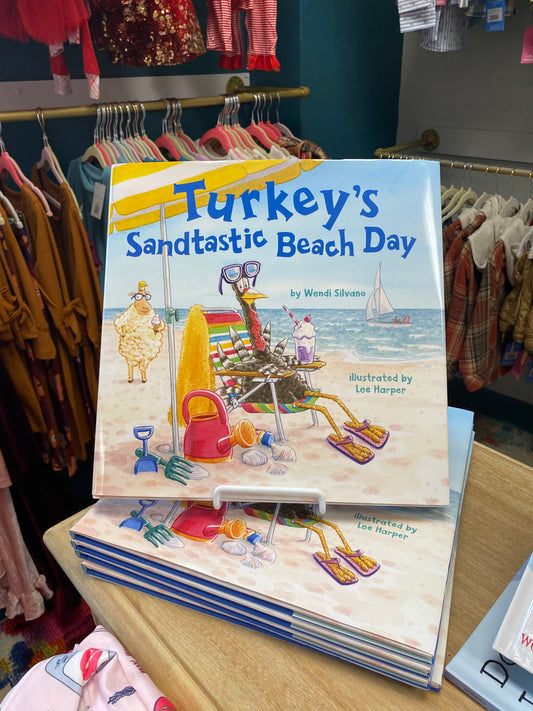 Turkey's
Sandtastic Beach Day
by Wendi Silvano
illustrated by
Lee Harper
illustrated by
Lee Harper